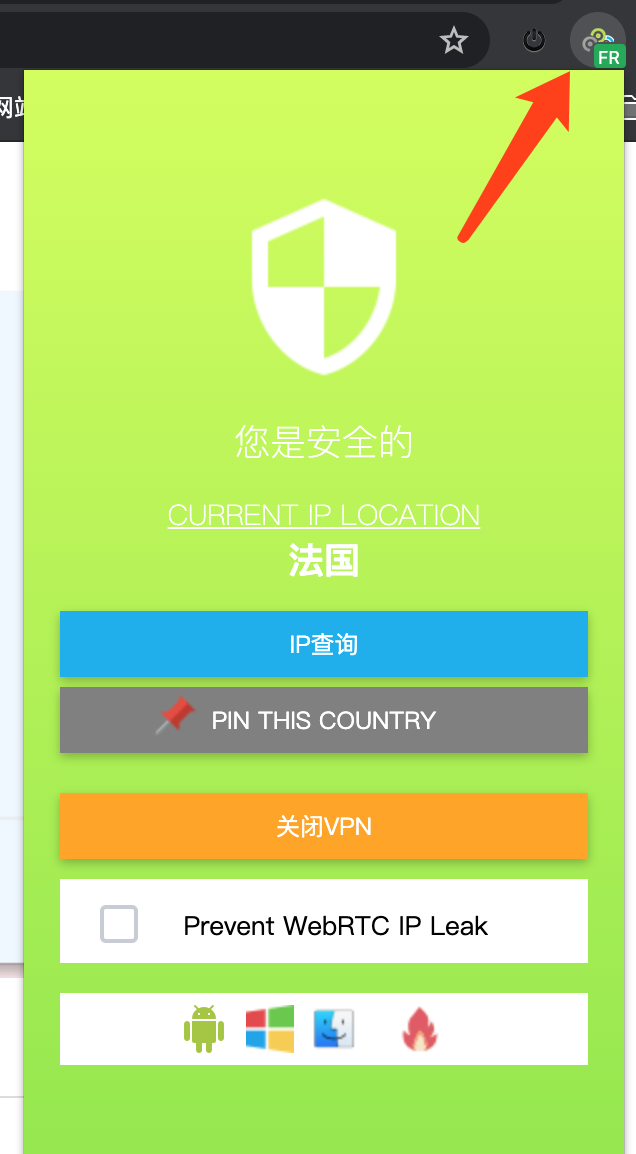 FR
您是安全的
CURRENT IP LOCATION
法国
IP查询
PIN THIS COUNTRY
关闭VPN
Prevent WebRTC IP Leak